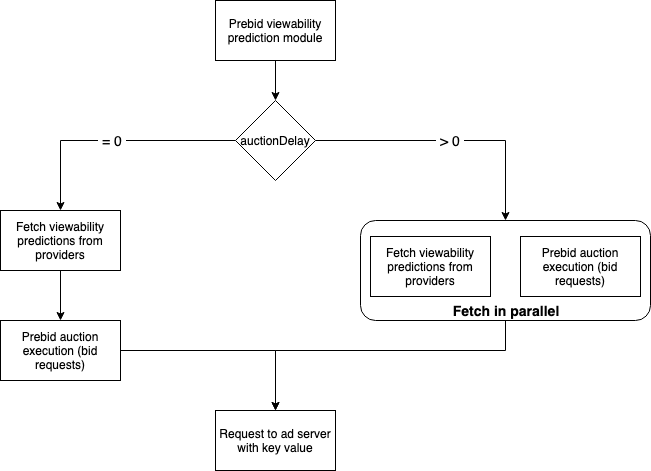 Prebid viewability
prediction module
auctionDelay
= 0
> 0
Fetch viewability
predictions from
providers
Fetch viewability
predictions from
providers
Prebid auction
execution (bid
requests)
Fetch in parallel
Prebid auction
execution (bid
requests)
Request to ad server
with key value